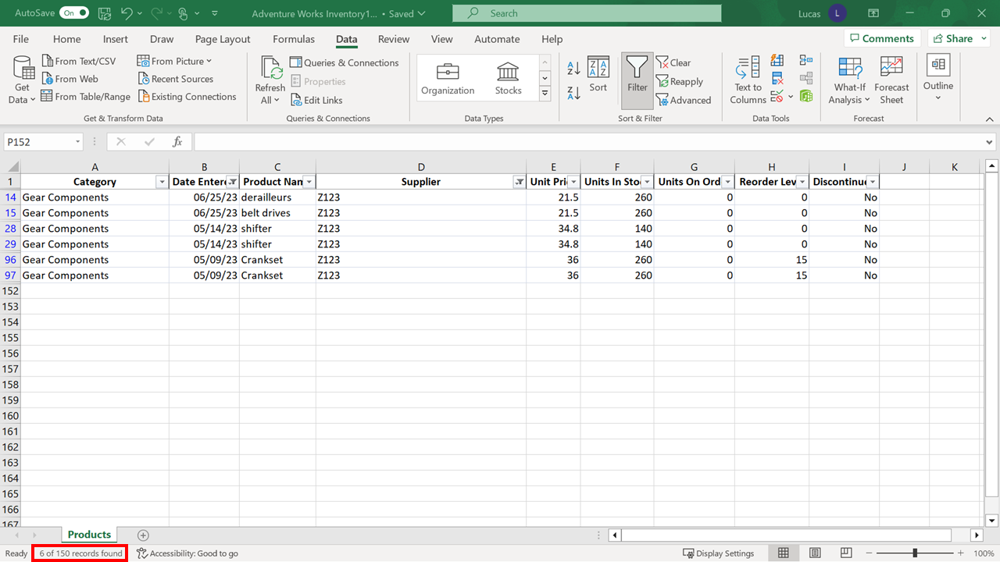 AutoSave On Adventure Works Inventory1... • Saved Search Lucas L
File Home Insert Draw Page Layout Formulas Data Review View Automate Help Comments Share
Get Data
From Text/CSV
From Web
From Table/Range
From Picture
Recent Sources
Existing Connections
Get & Transform Data
Refresh All
Queries & Connections
Properties
Edit Links
Queries & Connections
Organization Stocks
Data Types
Sort
Filter
Clear
Reapply
Advanced
Sort & Filter
Text to Columns
Data Tools
What-If Analysis
Forecast Sheet
Forecast
Outline
P152 fx
A B C D E F G H I J K
1 Category Date Entere Product Nan Supplier Unit Pric Units In Sto Units On Ord Reorder Lev Discontinue
14 Gear Components 06/25/23 derailleurs Z123 21.5 260 0 0 No
15 Gear Components 06/25/23 belt drives Z123 21.5 260 0 0 No
28 Gear Components 05/14/23 shifter Z123 34.8 140 0 0 No
29 Gear Components 05/14/23 shifter Z123 34.8 140 0 0 No
96 Gear Components 05/09/23 Crankset Z123 36 260 0 15 No
97 Gear Components 05/09/23 Crankset Z123 36 260 0 15 No
152
153
154
155
156
157
158
159
160
161
162
163
164
165
166
167
Products
Ready 6 of 150 records found Accessibility: Good to go Display Settings 100%